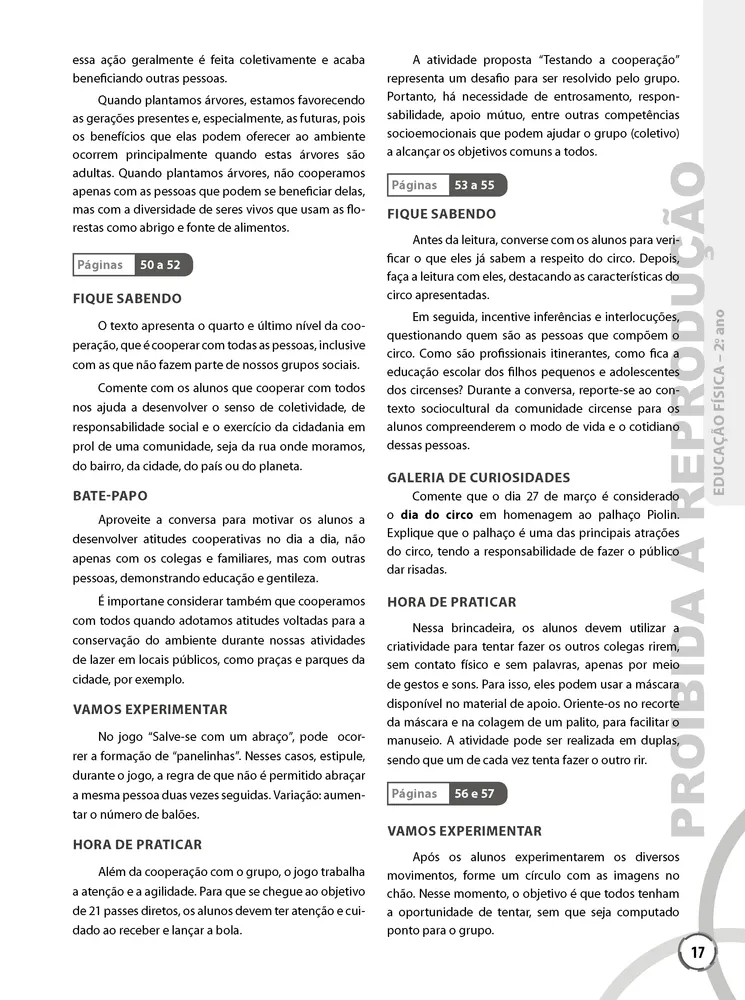 essa ação geralmente é feita coletivamente e acaba
beneficiando outras pessoas.
Quando plantamos árvores, estamos favorecendo
as gerações presentes e, especialmente, as futuras, pois
os benefícios que elas podem oferecer ao ambiente
ocorrem principalmente quando estas árvores são
adultas. Quando plantamos árvores, não cooperamos
apenas com as pessoas que podem se beneficiar delas,
mas com a diversidade de seres vivos que usam as flo-
restas como abrigo e fonte de alimentos.
Páginas 50 a 52
FIQUE SABENDO
O texto apresenta o quarto e último nível da coo-
peração, que é cooperar com todas as pessoas, inclusive
com as que não fazem parte de nossos grupos sociais.
Comente com os alunos que cooperar com todos
nos ajuda a desenvolver o senso de coletividade, de
responsabilidade social e o exercício da cidadania em
prol de uma comunidade, seja da rua onde moramos,
do bairro, da cidade, do país ou do planeta.
BATE-PAPO
Aproveite a conversa para motivar os alunos a
desenvolver atitudes cooperativas no dia a dia, não
apenas com os colegas e familiares, mas com outras
pessoas, demonstrando educação e gentileza.
É importane considerar também que cooperamos
com todos quando adotamos atitudes voltadas para a
conservação do ambiente durante nossas atividades
de lazer em locais públicos, como praças e parques da
cidade, por exemplo.
VAMOS EXPERIMENTAR
No jogo “Salve-se com um abraço”, pode ocor-
rer a formação de “panelinhas”. Nesses casos, estipule,
durante o jogo, a regra de que não é permitido abraçar
a mesma pessoa duas vezes seguidas. Variação: aumen-
tar o número de balões.
HORA DE PRATICAR
Além da cooperação com o grupo, o jogo trabalha
a atenção e a agilidade. Para que se chegue ao objetivo
de 21 passes diretos, os alunos devem ter atenção e cui-
dado ao receber e lançar a bola.
A atividade proposta “Testando a cooperação”
representa um desafio para ser resolvido pelo grupo.
Portanto, há necessidade de entrosamento, respon-
sabilidade, apoio mútuo, entre outras competências
socioemocionais que podem ajudar o grupo (coletivo)
a alcançar os objetivos comuns a todos.
Páginas 53 a 55
FIQUE SABENDO
Antes da leitura, converse com os alunos para veri-
ficar o que eles já sabem a respeito do circo. Depois,
faça a leitura com eles, destacando as características do
circo apresentadas.
Em seguida, incentive inferências e interlocuções,
questionando quem são as pessoas que compõem o
circo. Como são profissionais itinerantes, como fica a
educação escolar dos filhos pequenos e adolescentes
dos circenses? Durante a conversa, reporte-se ao con-
texto sociocultural da comunidade circense para os
alunos compreenderem o modo de vida e o cotidiano
dessas pessoas.
GALERIA DE CURIOSIDADES
Comente que o dia 27 de março é considerado
o dia do circo em homenagem ao palhaço Piolin.
Explique que o palhaço é uma das principais atrações
do circo, tendo a responsabilidade de fazer o público
dar risadas.
HORA DE PRATICAR
Nessa brincadeira, os alunos devem utilizar a
criatividade para tentar fazer os outros colegas rirem,
sem contato físico e sem palavras, apenas por meio
de gestos e sons. Para isso, eles podem usar a máscara
disponível no material de apoio. Oriente-os no recorte
da máscara e na colagem de um palito, para facilitar o
manuseio. A atividade pode ser realizada em duplas,
sendo que um de cada vez tenta fazer o outro rir.
Páginas 56 e 57
VAMOS EXPERIMENTAR
Após os alunos experimentarem os diversos
movimentos, forme um círculo com as imagens no
chão. Nesse momento, o objetivo é que todos tenham
a oportunidade de tentar, sem que seja computado
ponto para o grupo.
PROIBIDA A REPRODUÇÃO
EDUCAÇÃO FÍSICA – 2º. ano
17